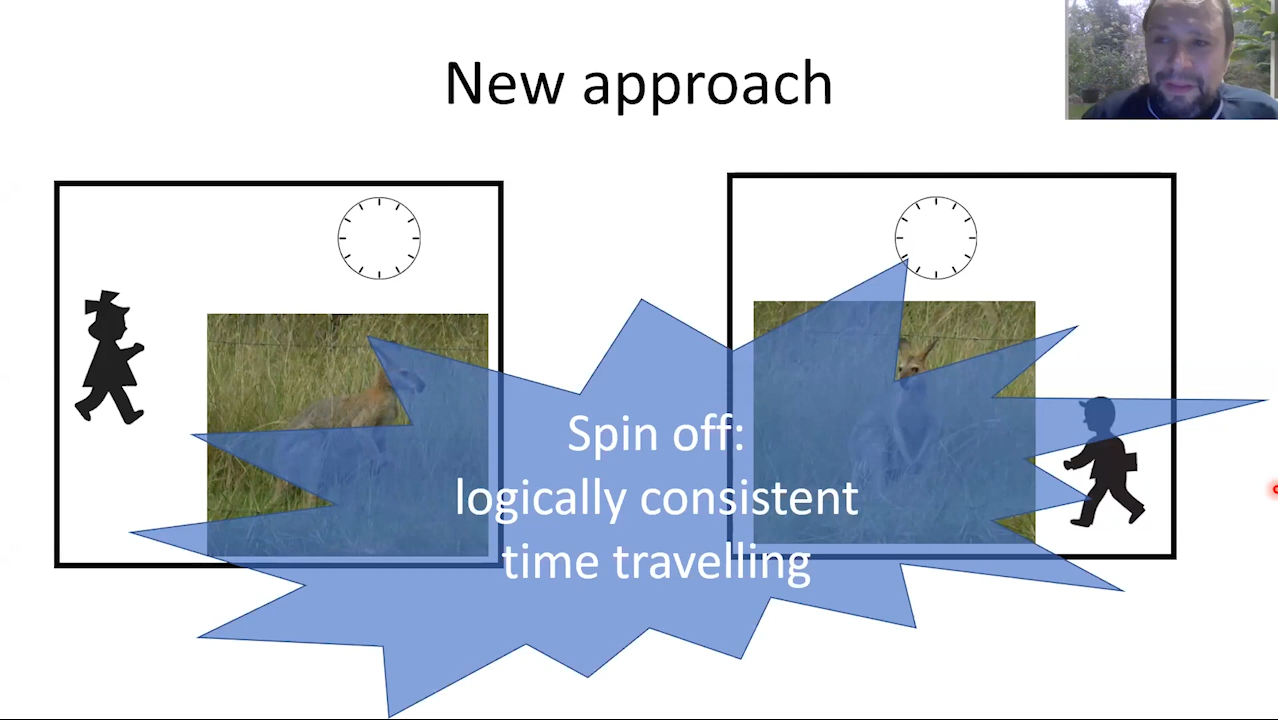 New approach
Spin off:
logically consistent
time travelling